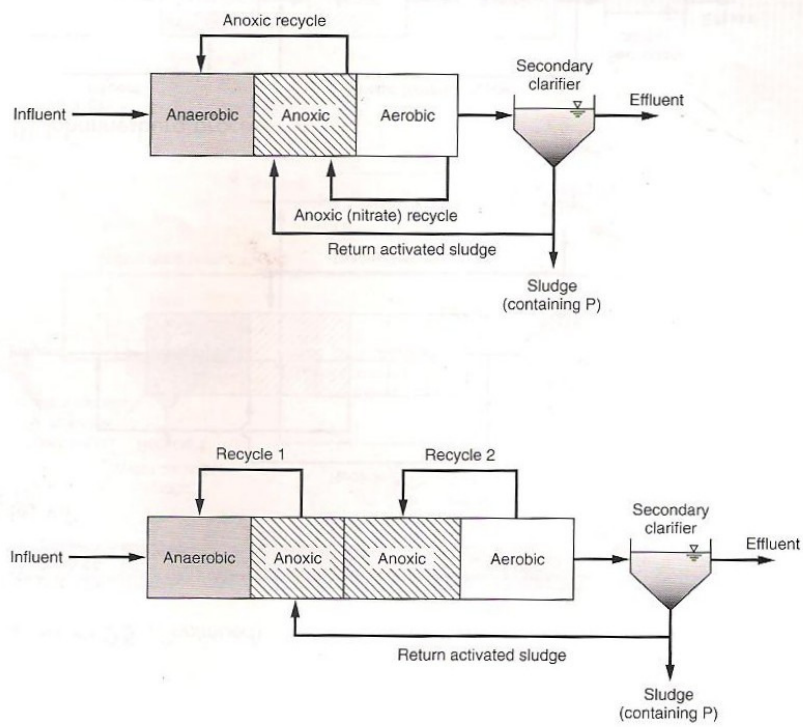 Anoxic recycle
Secondary
clarifier
Influent
Anaerobic
Anoxic
Aerobic
Effluent
Anoxic (nitrate) recycle
Return activated sludge
Sludge
(containing P)
Recycle 1
Recycle 2
Secondary
clarifier
Influent
Anaerobic
Anoxic
Anoxic
Aerobic
Effluent
Return activated sludge
Sludge
(containing P)